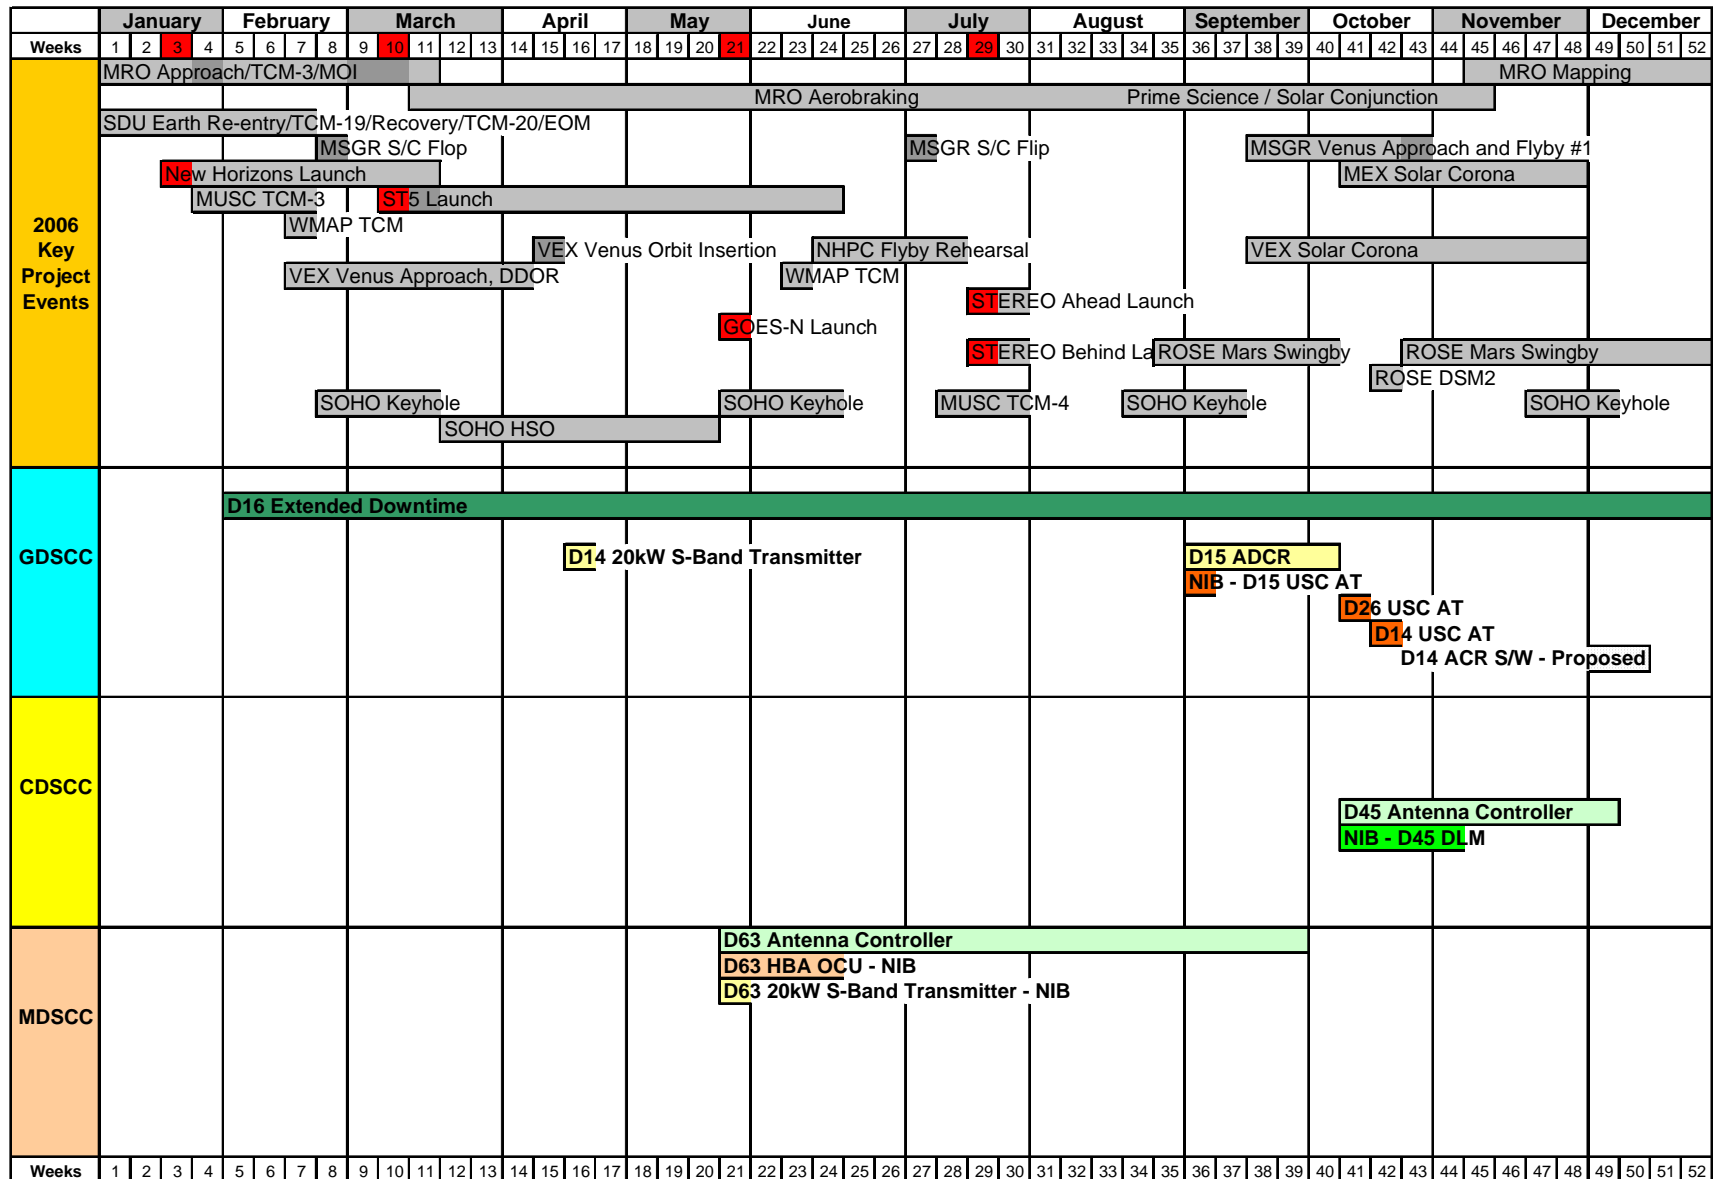 January February March April May June July August September October November December
Weeks 1 2 3 4 5 6 7 8 9 10 11 12 13 14 15 16 17 18 19 20 21 22 23 24 25 26 27 28 29 30 31 32 33 34 35 36 37 38 39 40 41 42 43 44 45 46 47 48 49 50 51 52
MRO Approach/TCM-3/MOI MRO Mapping
MRO Aerobraking Prime Science / Solar Conjunction
SDU Earth Re-entry/TCM-19/Recovery/TCM-20/EOM
MSGR S/C Flop MSGR S/C Flip MSGR Venus Approach and Flyby #1
New Horizons Launch MEX Solar Corona
MUSC TCM-3 ST5 Launch
WMAP TCM
2006
Key
Project
Events
VEX Venus Orbit Insertion NHPC Flyby Rehearsal VEX Solar Corona
VEX Venus Approach, DDOR WMAP TCM
STEREO Ahead Launch
GOES-N Launch
STEREO Behind La ROSE Mars Swingby ROSE Mars Swingby
ROSE DSM2
SOHO Keyhole SOHO Keyhole MUSC TCM-4 SOHO Keyhole SOHO Keyhole
SOHO HSO
D16 Extended Downtime
GDSCC
D14 20kW S-Band Transmitter D15 ADCR
NIB - D15 USC AT
D26 USC AT
D14 USC AT
D14 ACR S/W - Proposed
CDSCC
D45 Antenna Controller
NIB - D45 DLM
D63 Antenna Controller
D63 HBA OCU - NIB
D63 20kW S-Band Transmitter - NIB
MDSCC
Weeks 1 2 3 4 5 6 7 8 9 10 11 12 13 14 15 16 17 18 19 20 21 22 23 24 25 26 27 28 29 30 31 32 33 34 35 36 37 38 39 40 41 42 43 44 45 46 47 48 49 50 51 52